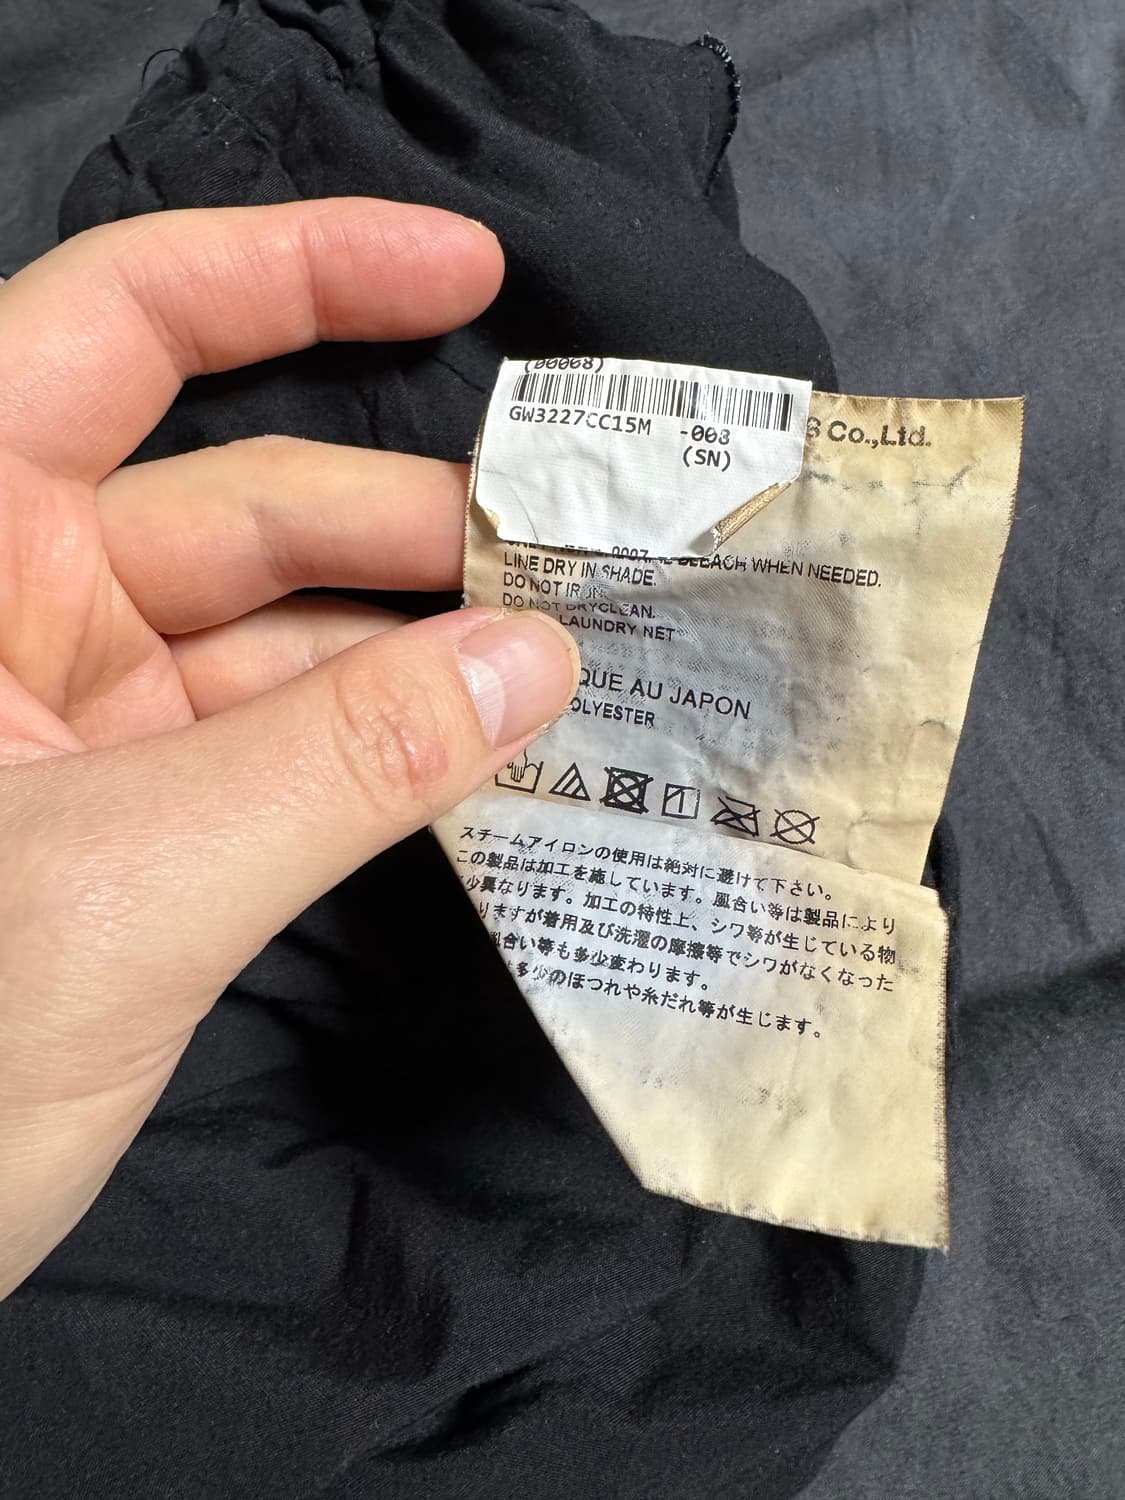 (00008)
GW3227CC15M -008
(SN)
S Co.,Ltd.
BLEACH WHEN NEEDED.
LINE DRY IN SHADE.
DO NOT IRON.
DO NOT DRYCLEAN.
LAUNDRY NET
QUE AU JAPON
OLYESTER
スチームアイロンの使用は絶対に避けて下さい。
この製品は加工を施しています。風合い等は製品により
少異なります。加工の特性上、シワ等が生じている物
りますが着用及び洗濯の摩擦等でシワがなくなった
風合い等も多少変わります。
多少のほつれや糸だれ等が生じます。